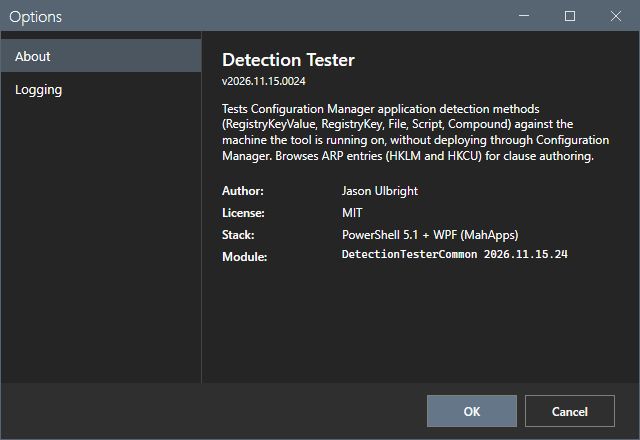 Options
About
Logging
Detection Tester
v2026.11.15.0024
Tests Configuration Manager application detection methods
(RegistryKeyValue, RegistryKey, File, Script, Compound) against the
machine the tool is running on, without deploying through Configuration
Manager. Browses ARP entries (HKLM and HKCU) for clause authoring.
Author: Jason Ulbright
License: MIT
Stack: PowerShell 5.1 + WPF (MahApps)
Module: DetectionTesterCommon 2026.11.15.24
OK Cancel